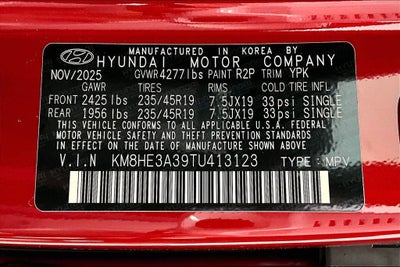 MANUFACTURED IN KOREA BY
HYUNDAI MOTOR COMPANY
NOV/2025 GVWR 4277lbs PAINT R2P TRIM YPK
GAWR TIRES RIMS COLD TIRE INFL
FRONT 2425 lbs 235/45R19 7.5JX19 33psi SINGLE
REAR 1956 lbs 235/45R19 7.5JX19 33psi SINGLE
THIS VEHICLE CONFORMS TO ALL APPLICABLE U.S.A FEDERAL
MOTOR VEHICLE SAFETY AND THEFT PREVENTION STANDARDS
IN EFFECT ON THE DATE OF MANUFACTURE SHOWN ABOVE
V.I.N KM8HE3A39TU413123 TYPE : MPV